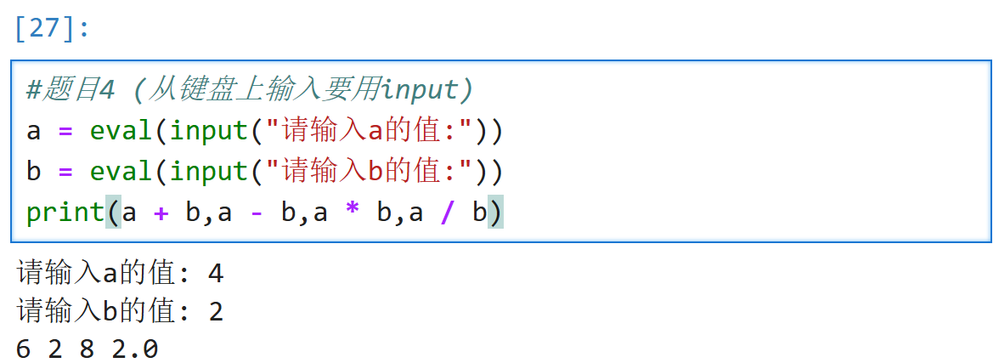 [27]:
#题目4 (从键盘上输入要用input)
a = eval(input("请输入a的值:"))
b = eval(input("请输入b的值:"))
print(a + b,a - b,a * b,a / b)
请输入a的值: 4
请输入b的值: 2
6 2 8 2.0